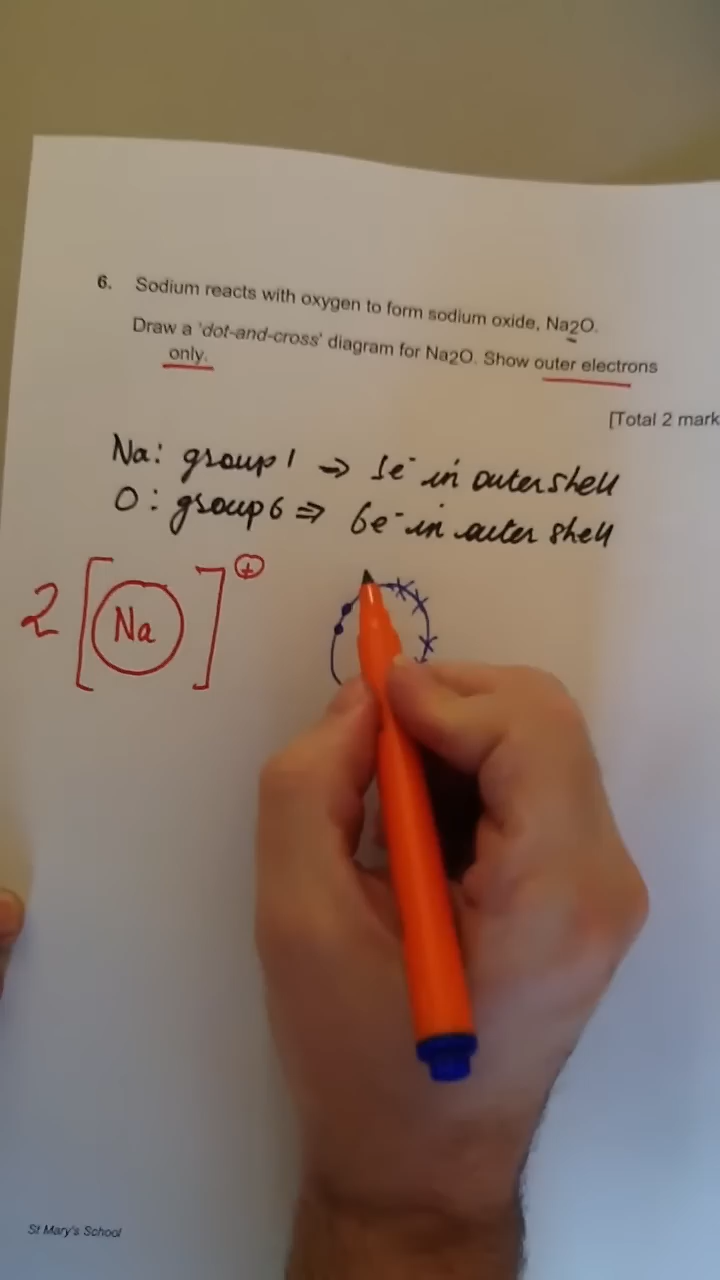 6. Sodium reacts with oxygen to form sodium oxide, Na2O.
Draw a 'dot-and-cross' diagram for Na2O. Show outer electrons
only.
[Total 2 mark
Na: group 1 → 1e⁻ in outer shell
O: group 6 ⇒ 6e⁻ in outer shell
2[Na]⁺
St Mary's School